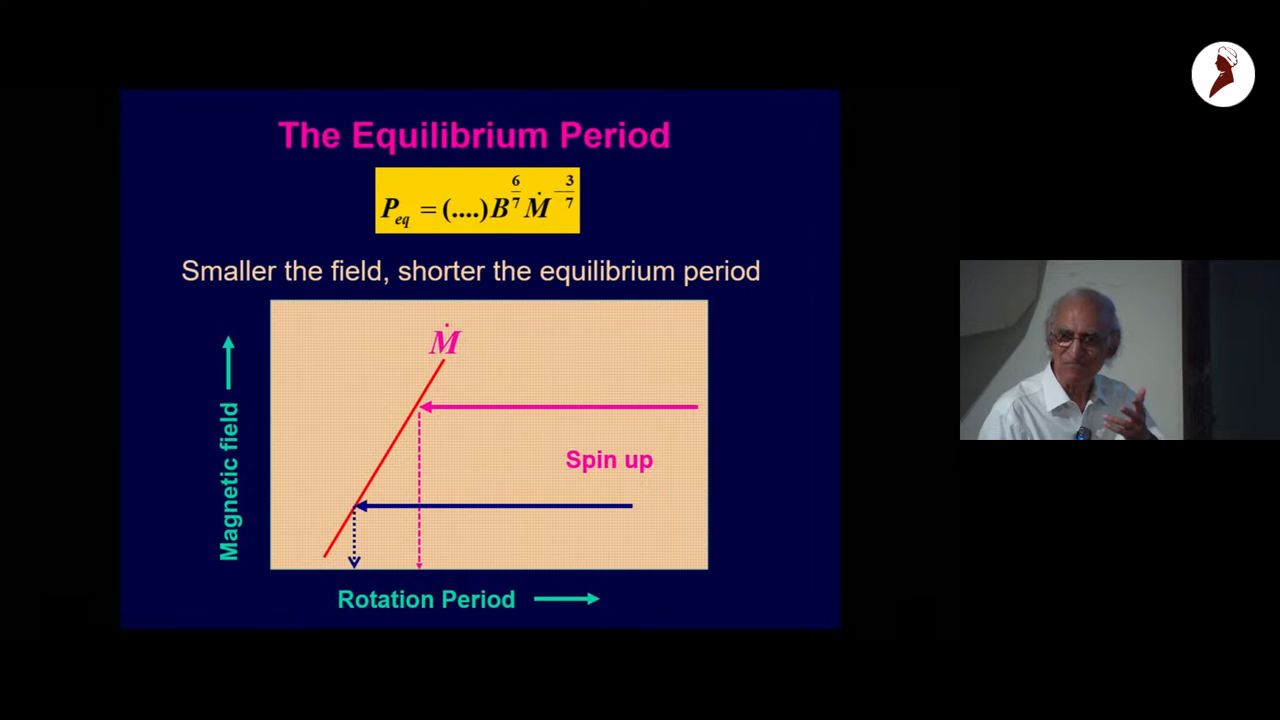 The Equilibrium Period
P_eq = (....) B^{6/7} Ṁ^{-3/7}
Smaller the field, shorter the equilibrium period
Ṁ
Spin up
Magnetic field
Rotation Period